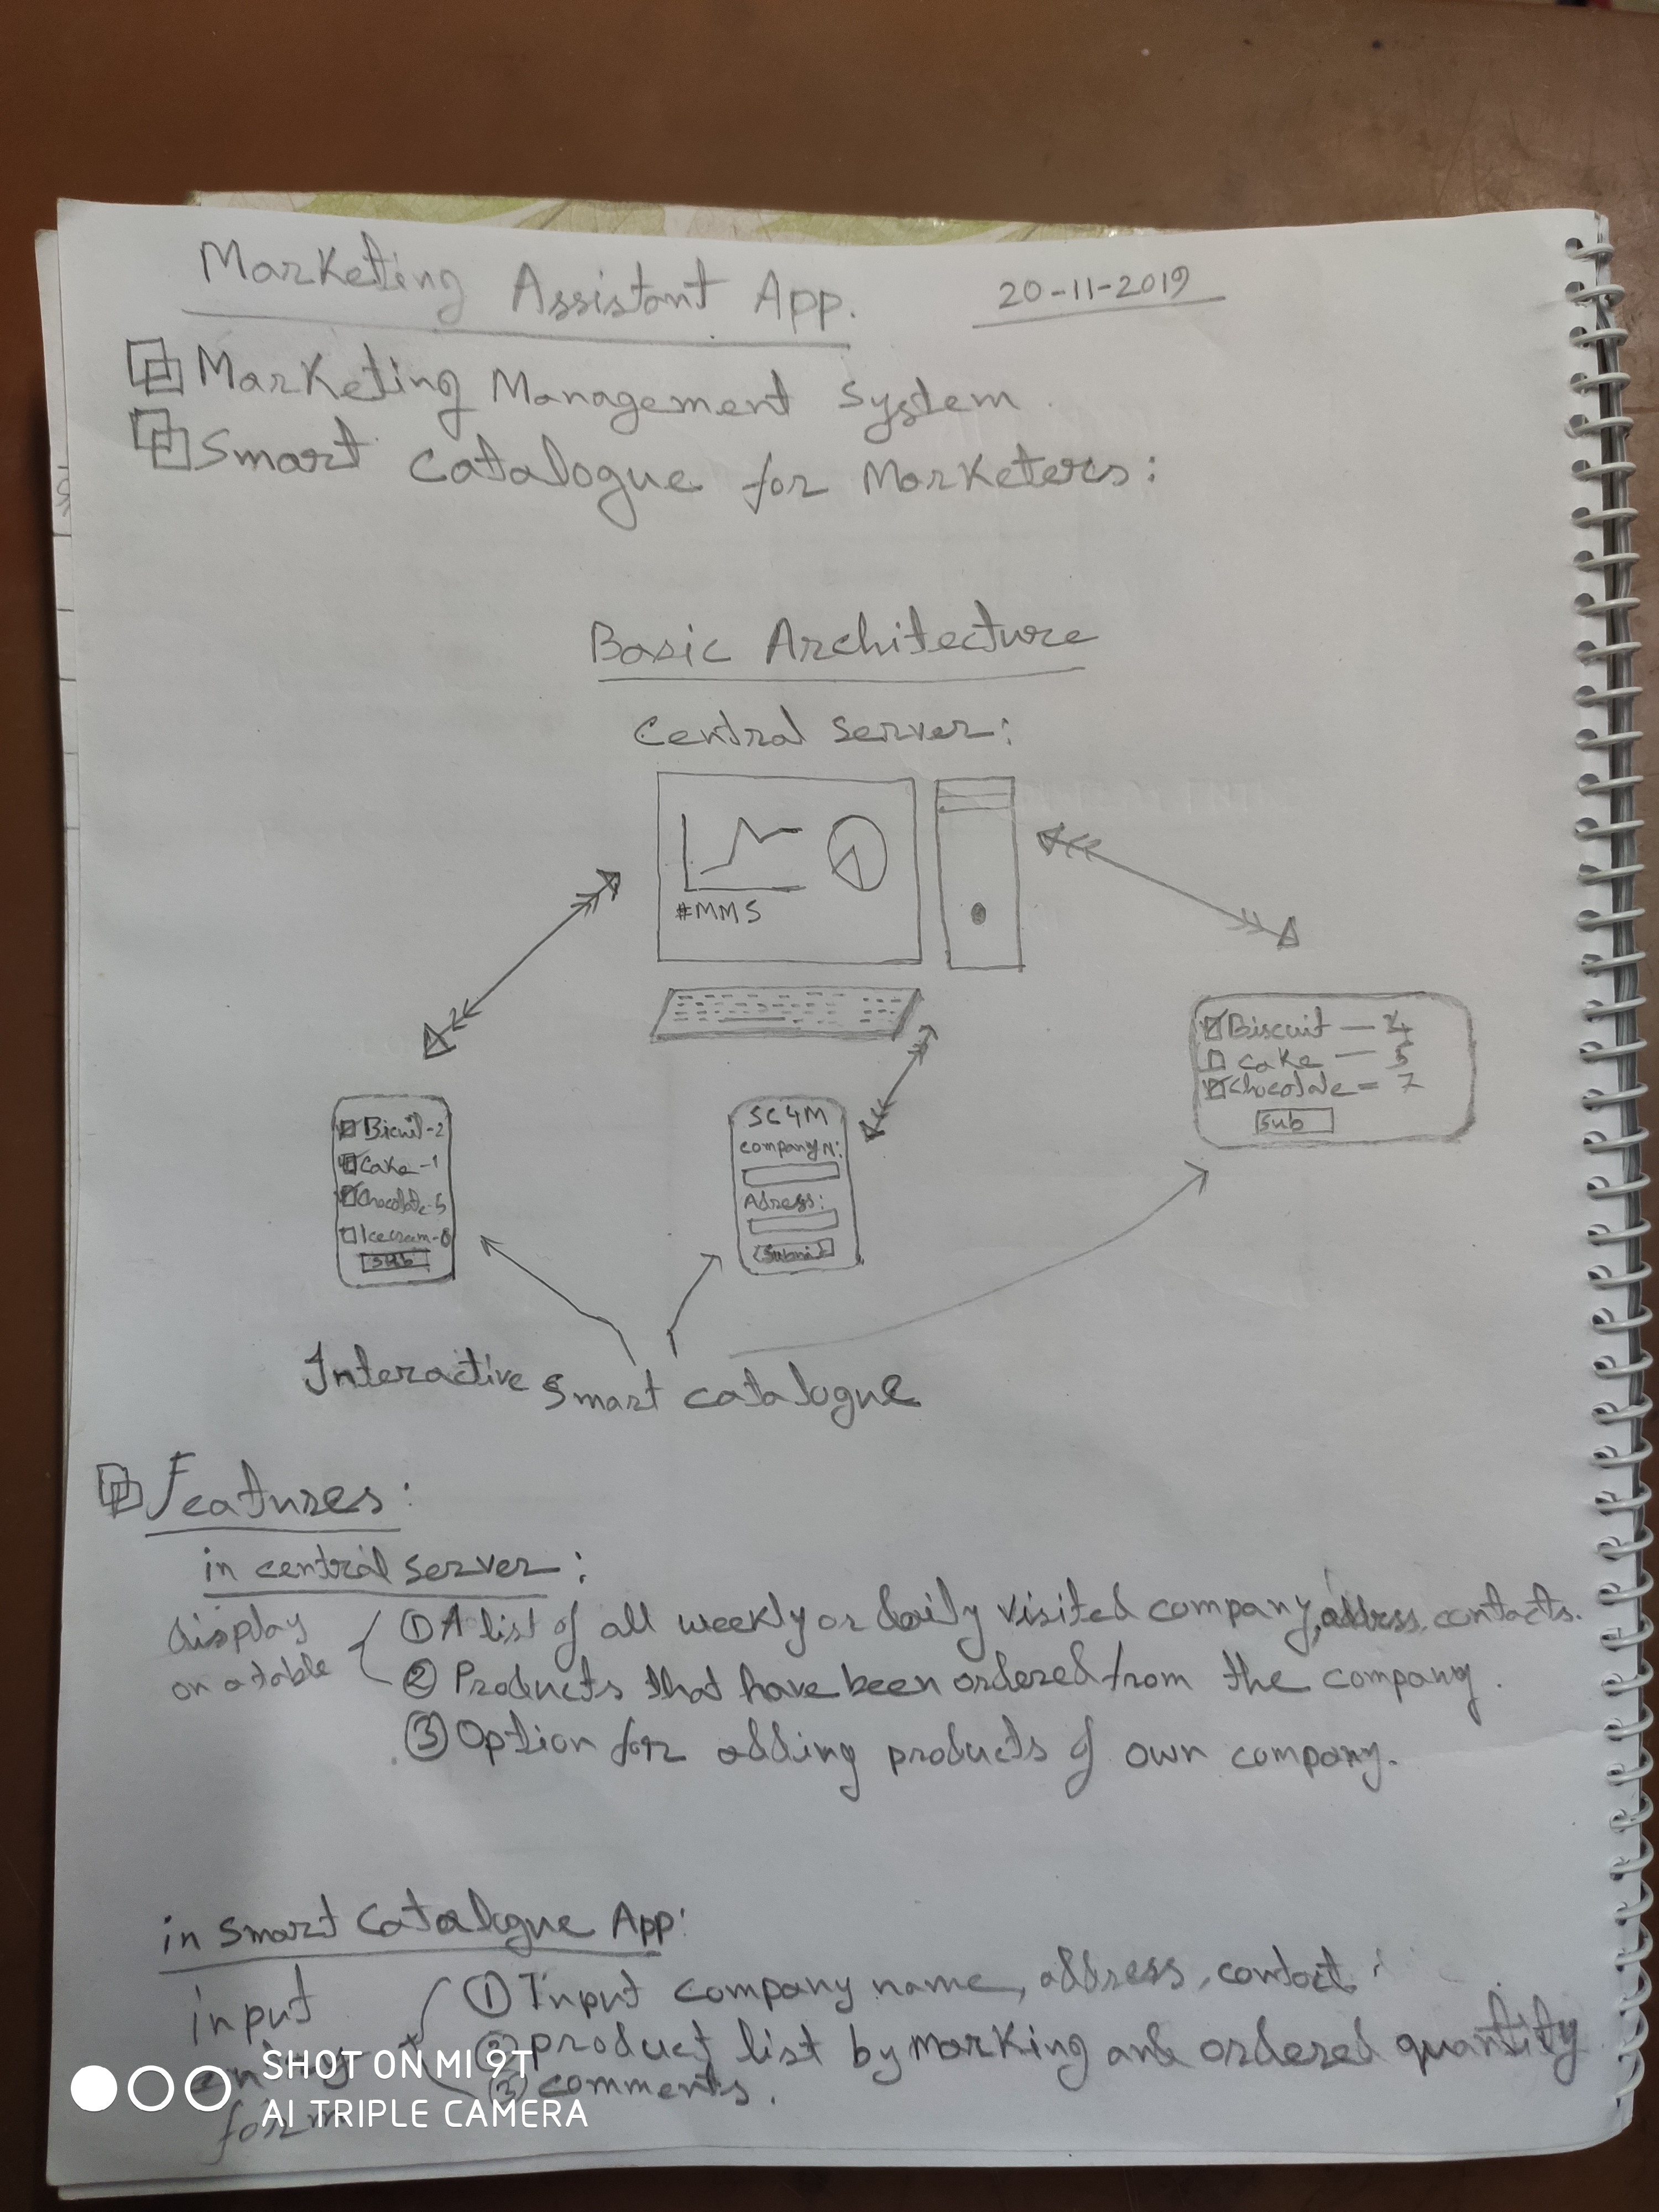 Marketing Assistant App.
20-11-2019
Marketing Management System.
Smart Catalogue for Marketers:
Basic Architecture
Central Server:
#MMS
Biscuit — 4
Cake — 5
Chocolate = 7
Sub
Bicuit-2
Cake-1
Chocolate-5
Icecream-
Sub
SC4M
Company N:
Adress:
Submit
Interactive Smart Catalogue
Features:
in central server:
display on a table
① A list of all weekly or daily visited company, address, contacts.
② Products that have been ordered from the company.
③ Option for adding products of own company.
in Smart Catalogue App:
input
form
① Input company name, address, contact.
② product list by marking and ordered quantity
③ comments.
SHOT ON MI 9T
AI TRIPLE CAMERA